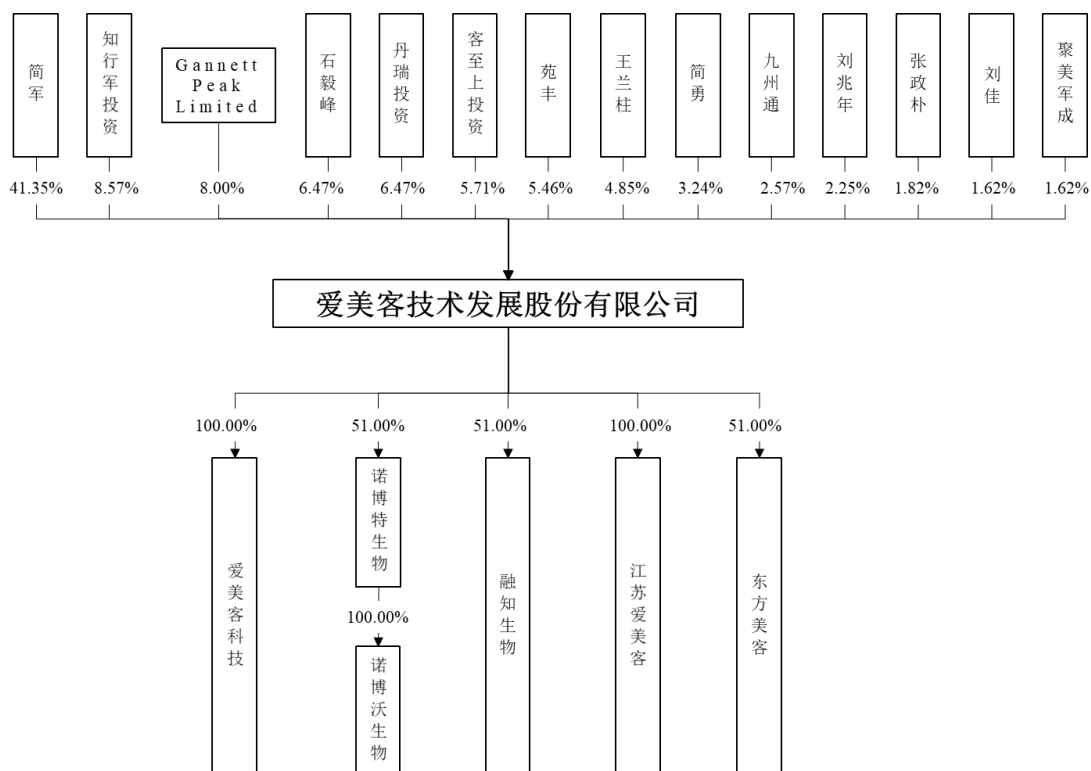 简军
知行军投资
Gannett
Peak
Limited
石毅峰
丹瑞投资
客至上投资
苑丰
王兰柱
简勇
九州通
刘兆年
张政朴
刘佳
聚美军成
41.35%
8.57%
8.00%
6.47%
6.47%
5.71%
5.46%
4.85%
3.24%
2.57%
2.25%
1.82%
1.62%
1.62%
爱美客技术发展股份有限公司
100.00%
51.00%
51.00%
100.00%
51.00%
爱美客科技
诺博特生物
100.00%
诺博沃生物
融知生物
江苏爱美客
东方美客